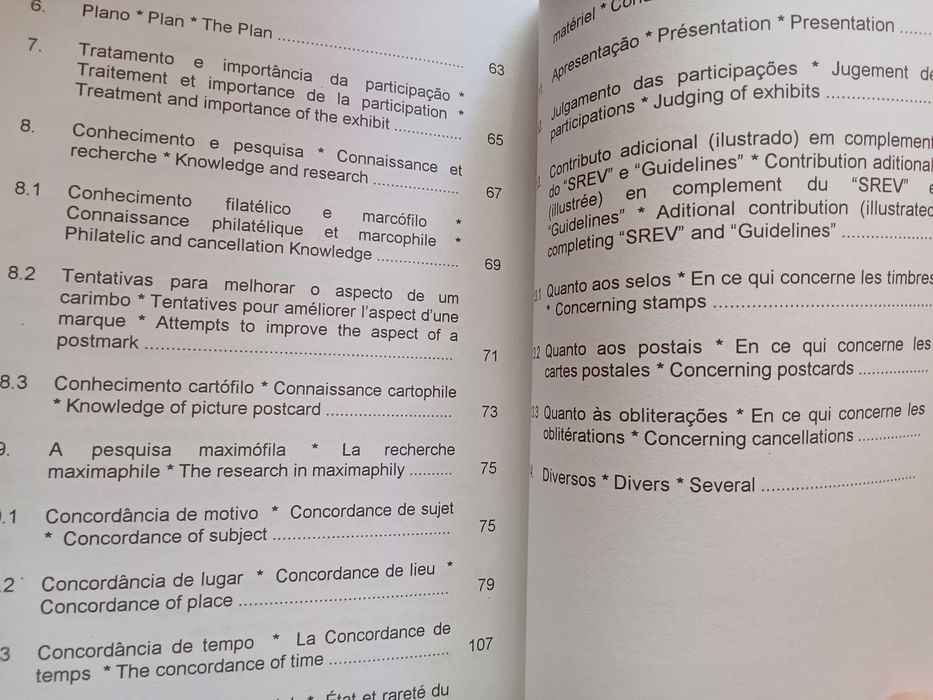 6. Plano * Plan * The Plan ........................................
63
7. Tratamento e importância da participação *
Traitement et importance de la participation *
Treatment and importance of the exhibit ..............
65
8. Conhecimento e pesquisa * Connaissance et
recherche * Knowledge and research ..................
67
8.1 Conhecimento filatélico e marcófilo *
Connaissance philatélique et marcophile *
Philatelic and cancellation Knowledge .................
69
8.2 Tentativas para melhorar o aspecto de um
carimbo * Tentatives pour améliorer l'aspect d'une
marque * Attempts to improve the aspect of a
postmark ................................................................
71
8.3 Conhecimento cartófilo * Connaissance cartophile
* Knowledge of picture postcard ..........................
73
9. A pesquisa maximófila * La recherche
maximaphile * The research in maximaphily ..........
75
.1 Concordância de motivo * Concordance de sujet
* Concordance of subject ....................................
75
.2 Concordância de lugar * Concordance de lieu *
Concordance of place ...........................................
79
3 Concordância de tempo * La Concordance de
temps * The concordance of time .........................
107
* État et rareté du
matériel *
Apresentação * Présentation * Presentation ......
Julgamento das participações * Jugement de
participations * Judging of exhibits ....................
Contributo adicional (ilustrado) em complement
do "SREV" e "Guidelines" * Contribution aditional
(illustrée) en complement du "SREV" e
"Guidelines" * Aditional contribution (illustrated
completing "SREV" and "Guidelines" ..................
Quanto aos selos * En ce qui concerne les timbres
* Concerning stamps ............................................
Quanto aos postais * En ce qui concerne les
cartes postales * Concerning postcards ..............
Quanto às obliterações * En ce qui concerne les
oblitérations * Concerning cancellations .............
Diversos * Divers * Several ................................